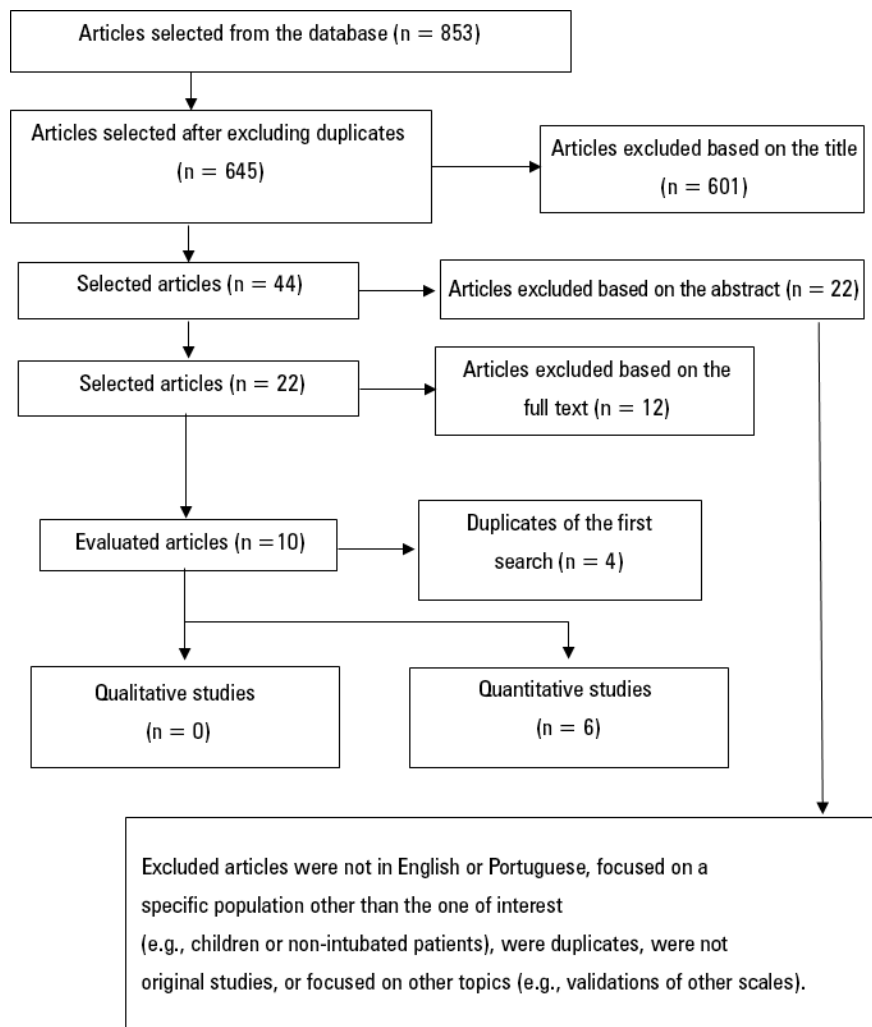 Articles selected from the database (n = 853)
Articles selected after excluding duplicates
(n = 645)
Articles excluded based on the title
(n = 601)
Selected articles (n = 44)
Articles excluded based on the abstract (n = 22)
Selected articles (n = 22)
Articles excluded based on the
full text (n = 12)
Evaluated articles (n =10)
Duplicates of the first
search (n = 4)
Qualitative studies
(n = 0)
Quantitative studies
(n = 6)
Excluded articles were not in English or Portuguese, focused on a
specific population other than the one of interest
(e.g., children or non-intubated patients), were duplicates, were not
original studies, or focused on other topics (e.g., validations of other scales).